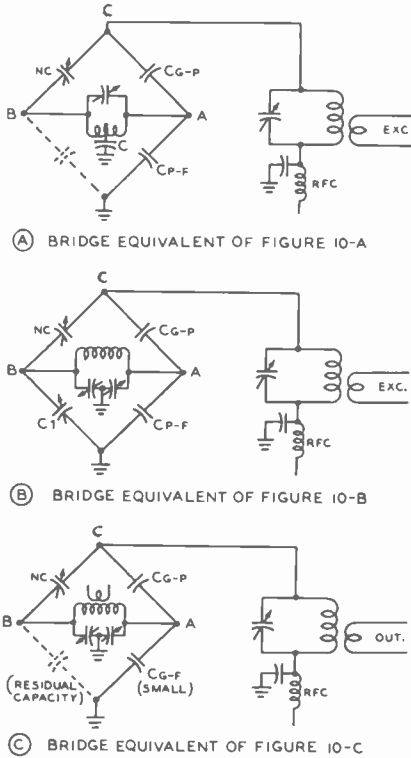 C
NC
CG-P
B
A
C
CP-F
EXC
RFC
A BRIDGE EQUIVALENT OF FIGURE 10-A
C
NC
CG-P
B
A
C1
CP-F
EXC.
RFC
B BRIDGE EQUIVALENT OF FIGURE 10-B
C
NC
CG-P
B
A
(RESIDUAL CAPACITY)
CG-F
(SMALL)
OUT.
RFC
C BRIDGE EQUIVALENT OF FIGURE 10-C